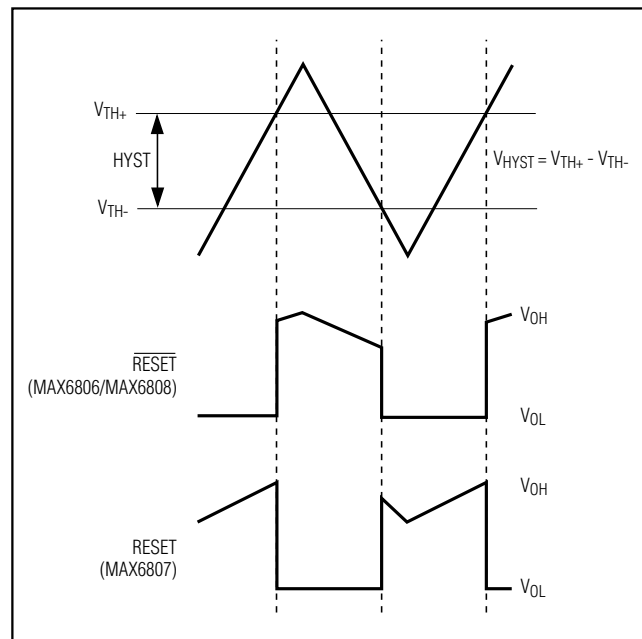 VTH+
HYST
VHYST = VTH+ - VTH-
VTH-
VOH
RESET
(MAX6806/MAX6808)
VOL
VOH
RESET
(MAX6807)
VOL